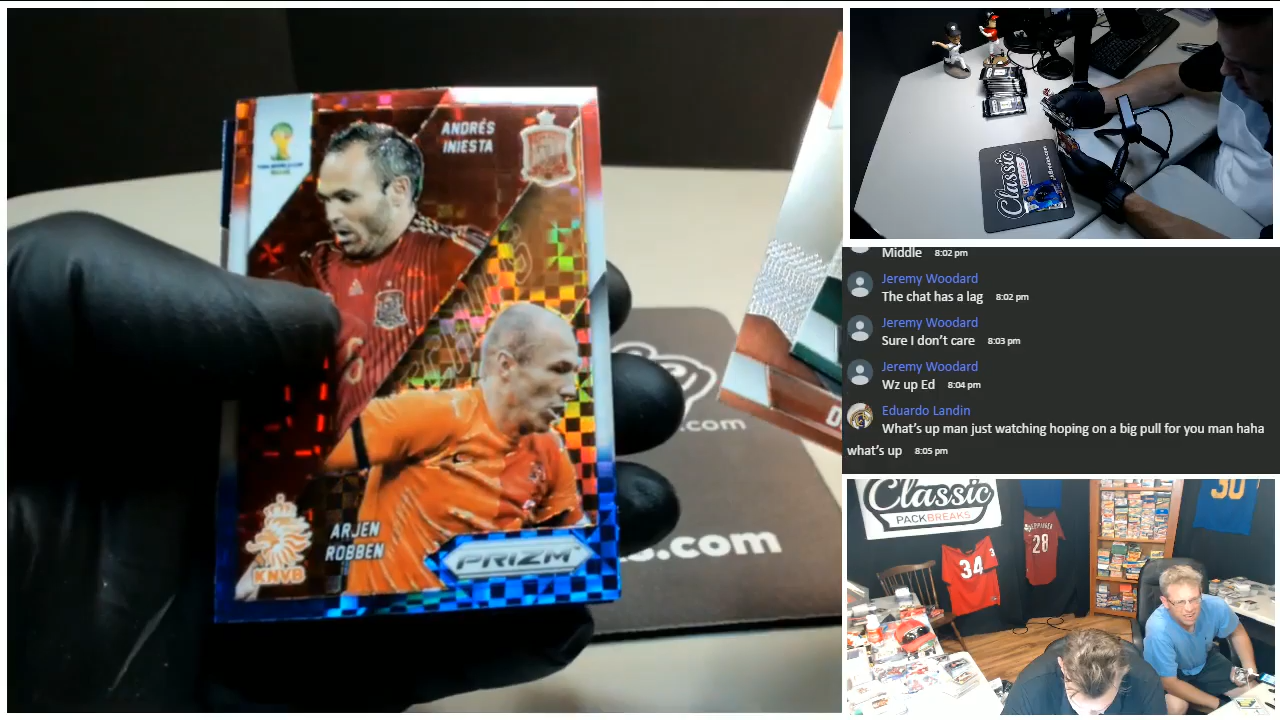 ANDRÉS
INIESTA
ARJEN
ROBBEN
KNVB
PRIZM
Classic
Middle 8:02 pm
Jeremy Woodard
The chat has a lag 8:02 pm
Jeremy Woodard
Sure I don't care 8:03 pm
Jeremy Woodard
Wz up Ed 8:04 pm
Eduardo Landin
What's up man just watching hoping on a big pull for you man haha
what's up 8:05 pm
Classic
PACKBREAKS
34
28
30